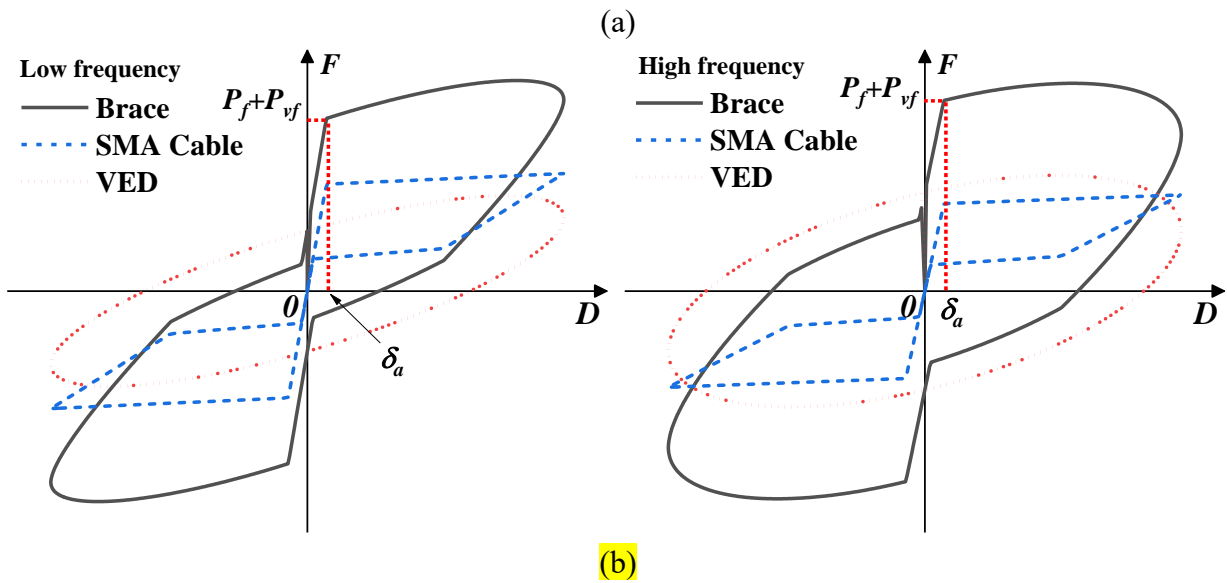 (a)
Low frequency
Brace
SMA Cable
VED
F
P_f+P_vf
0
D
δ_a
High frequency
Brace
SMA Cable
VED
F
P_f+P_vf
0
δ_a
D
(b)